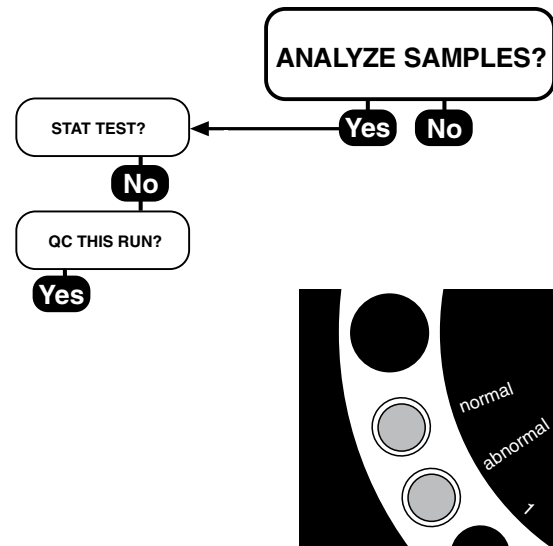 ANALYZE SAMPLES?
Yes No
STAT TEST?
No
QC THIS RUN?
Yes
normal
abnormal
1